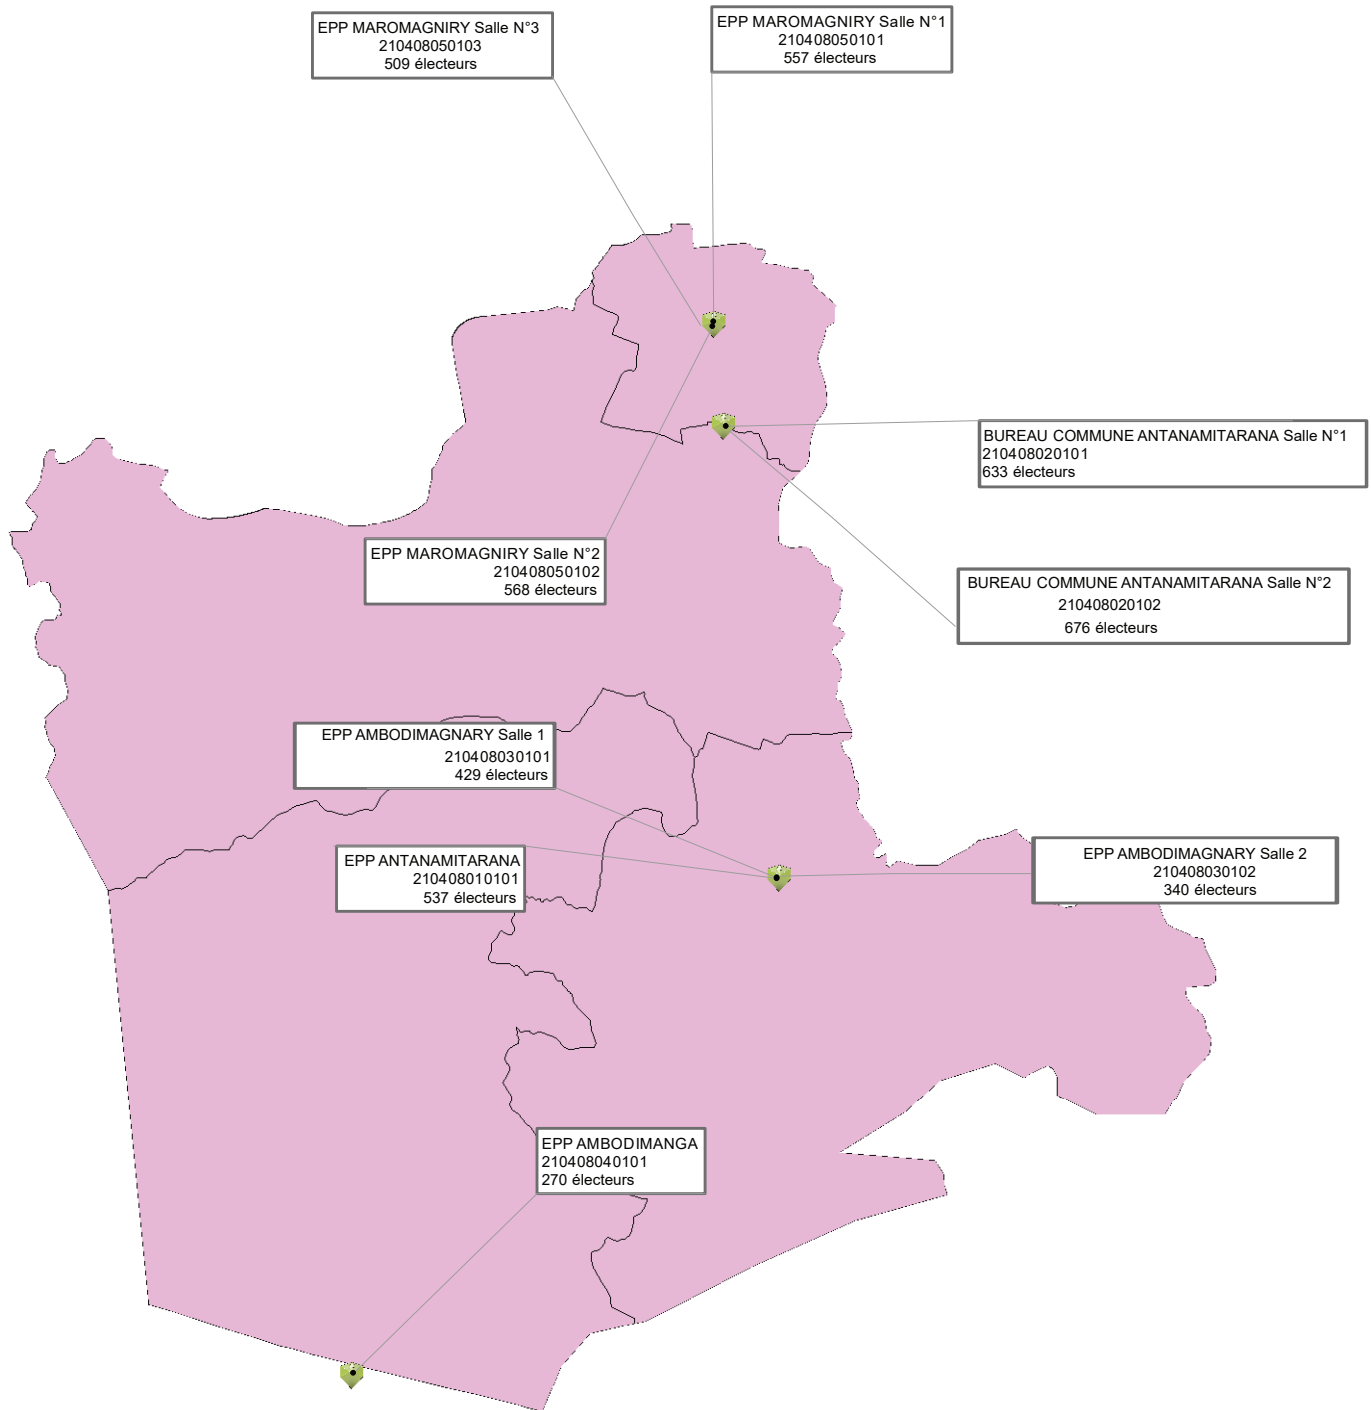 EPP MAROMAGNIRY Salle N°3
210408050103
509 électeurs
EPP MAROMAGNIRY Salle N°1
210408050101
557 électeurs
BUREAU COMMUNE ANTANAMITARANA Salle N°1
210408020101
633 électeurs
EPP MAROMAGNIRY Salle N°2
210408050102
568 électeurs
BUREAU COMMUNE ANTANAMITARANA Salle N°2
210408020102
676 électeurs
EPP AMBODIMAGNARY Salle 1
210408030101
429 électeurs
EPP ANTANAMITARANA
210408010101
537 électeurs
EPP AMBODIMAGNARY Salle 2
210408030102
340 électeurs
EPP AMBODIMANGA
210408040101
270 électeurs